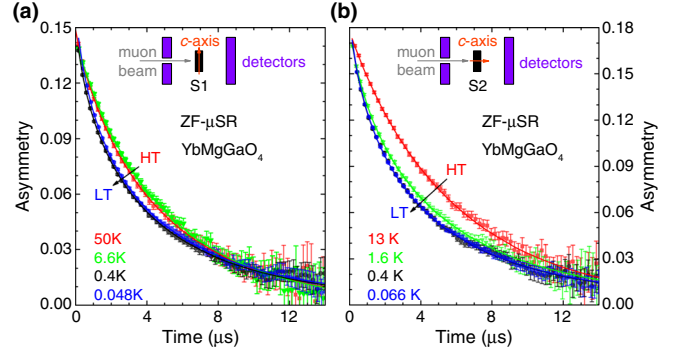 (a)
0.15
0.12
0.09
0.06
0.03
0.00
Asymmetry
c-axis
muon
beam
detectors
S1
ZF-μSR
YbMgGaO4
HT
LT
50K
6.6K
0.4K
0.048K
0 4 8 12
Time (μs)
(b)
c-axis
muon
beam
detectors
S2
ZF-μSR
YbMgGaO4
HT
LT
13 K
1.6 K
0.4 K
0.066 K
0 4 8 12
Time (μs)
0.18
0.15
0.12
0.09
0.06
0.03
0.00
Asymmetry